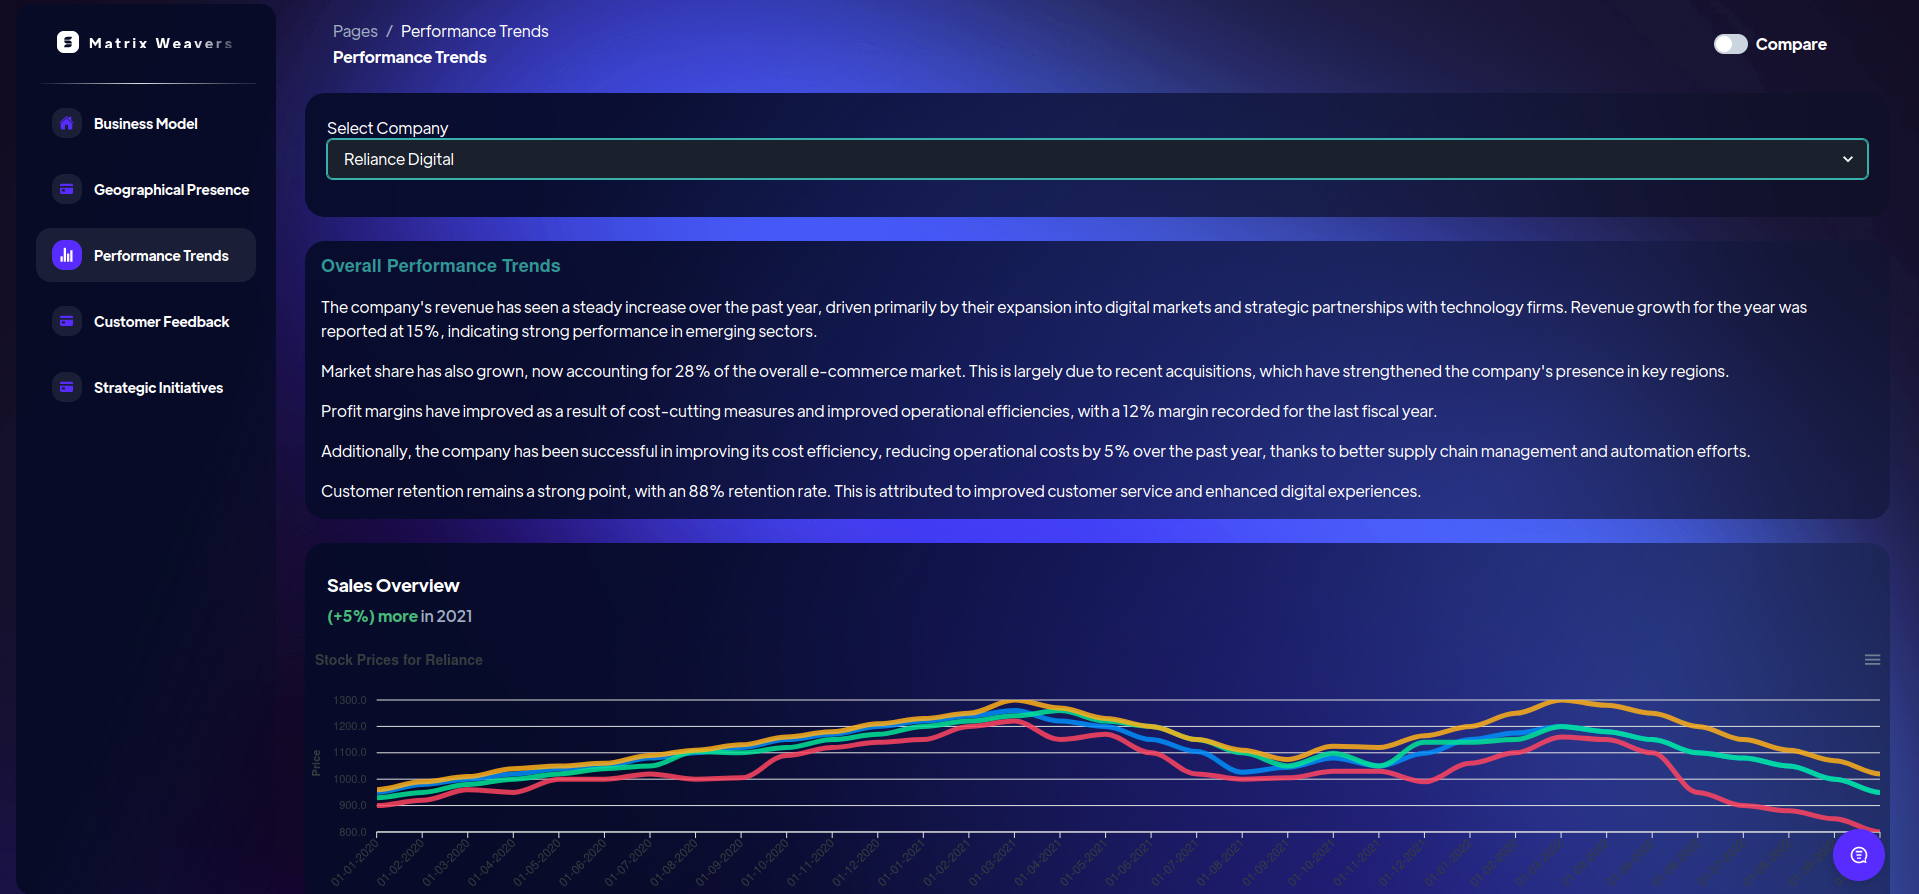 Matrix Weavers
Business Model
Geographical Presence
Performance Trends
Customer Feedback
Strategic Initiatives
Pages / Performance Trends
Performance Trends
Compare
Select Company
Reliance Digital
Overall Performance Trends
The company's revenue has seen a steady increase over the past year, driven primarily by their expansion into digital markets and strategic partnerships with technology firms. Revenue growth for the year was
reported at 15%, indicating strong performance in emerging sectors.
Market share has also grown, now accounting for 28% of the overall e-commerce market. This is largely due to recent acquisitions, which have strengthened the company's presence in key regions.
Profit margins have improved as a result of cost-cutting measures and improved operational efficiencies, with a 12% margin recorded for the last fiscal year.
Additionally, the company has been successful in improving its cost efficiency, reducing operational costs by 5% over the past year, thanks to better supply chain management and automation efforts.
Customer retention remains a strong point, with an 88% retention rate. This is attributed to improved customer service and enhanced digital experiences.
Sales Overview
(+5%) more in 2021
Stock Prices for Reliance
Price
1300.0
1200.0
1100.0
1000.0
900.0
800.0
01-01-2020
01-02-2020
01-03-2020
01-04-2020
01-05-2020
01-06-2020
01-07-2020
01-08-2020
01-09-2020
01-10-2020
01-11-2020
01-12-2020
01-01-2021
01-02-2021
01-03-2021
01-04-2021
01-05-2021
01-06-2021
01-07-2021
01-08-2021
01-09-2021
01-10-2021
01-11-2021
01-12-2021